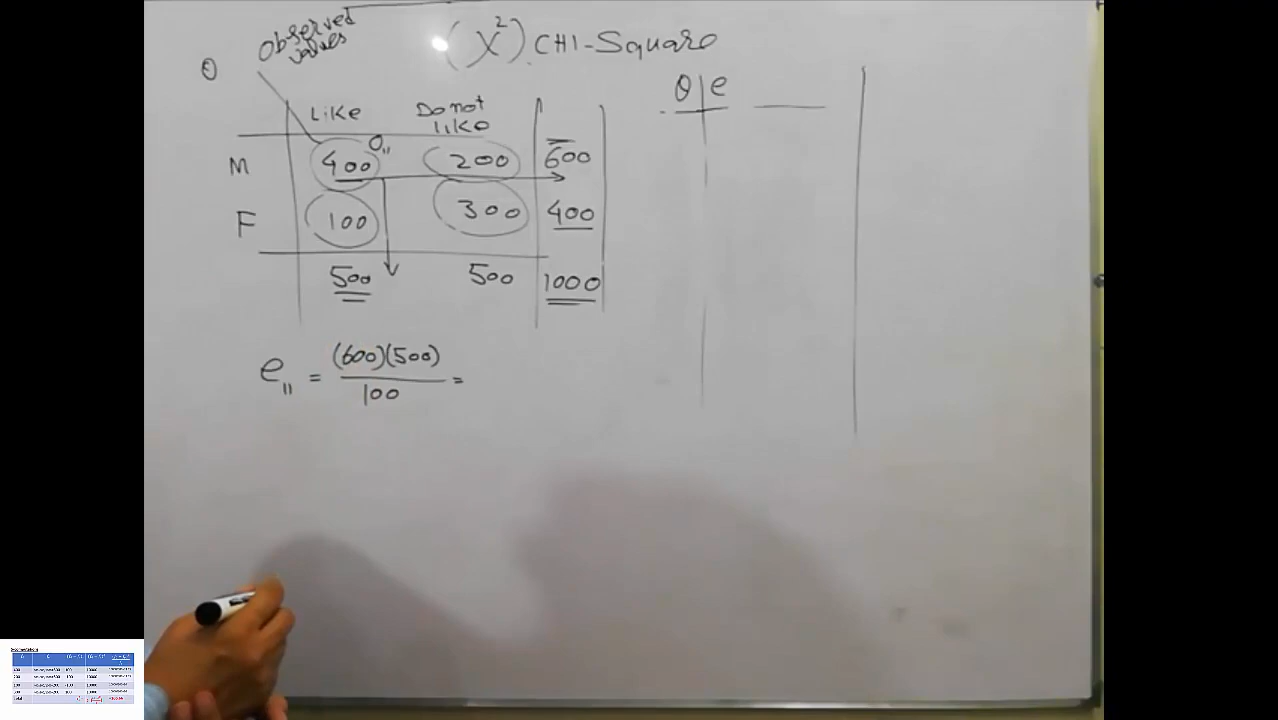 Observed
values
(X²) CHI-Square
O
O | e
Like Do not
like
M 400 O₁₁ 200 600
F 100 300 400
500 500 1000
e₁₁ = (600)(500)
100 =